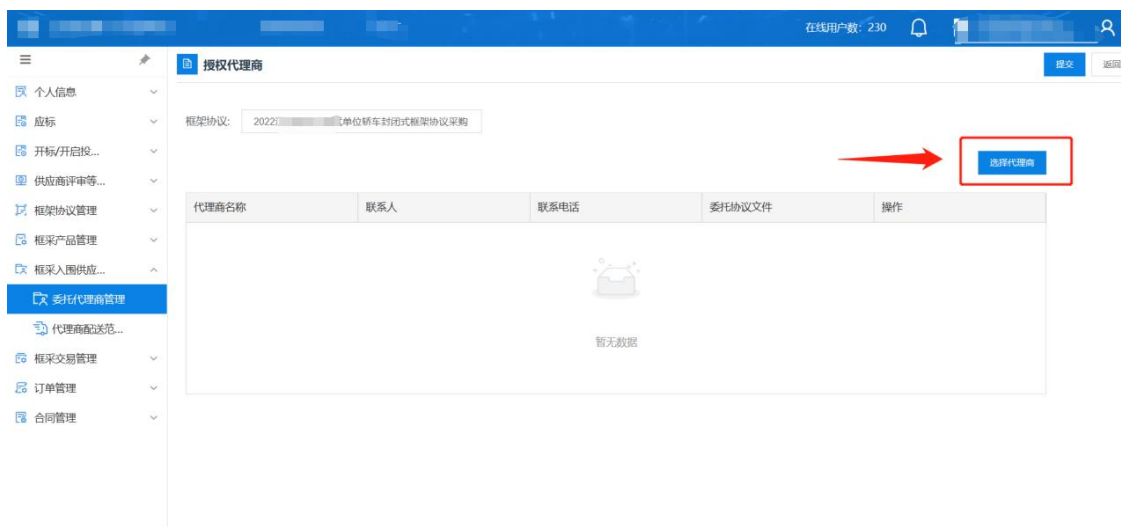 在线用户数: 230
授权代理商
提交
返回
个人信息
应标
开标/开启投...
供应商评审等...
框架协议管理
框采产品管理
框采入围供应...
委托代理商管理
代理商配送范...
框采交易管理
订单管理
合同管理
框架协议:
2022 单位轿车封闭式框架协议采购
选择代理商
代理商名称 联系人 联系电话 委托协议文件 操作
暂无数据